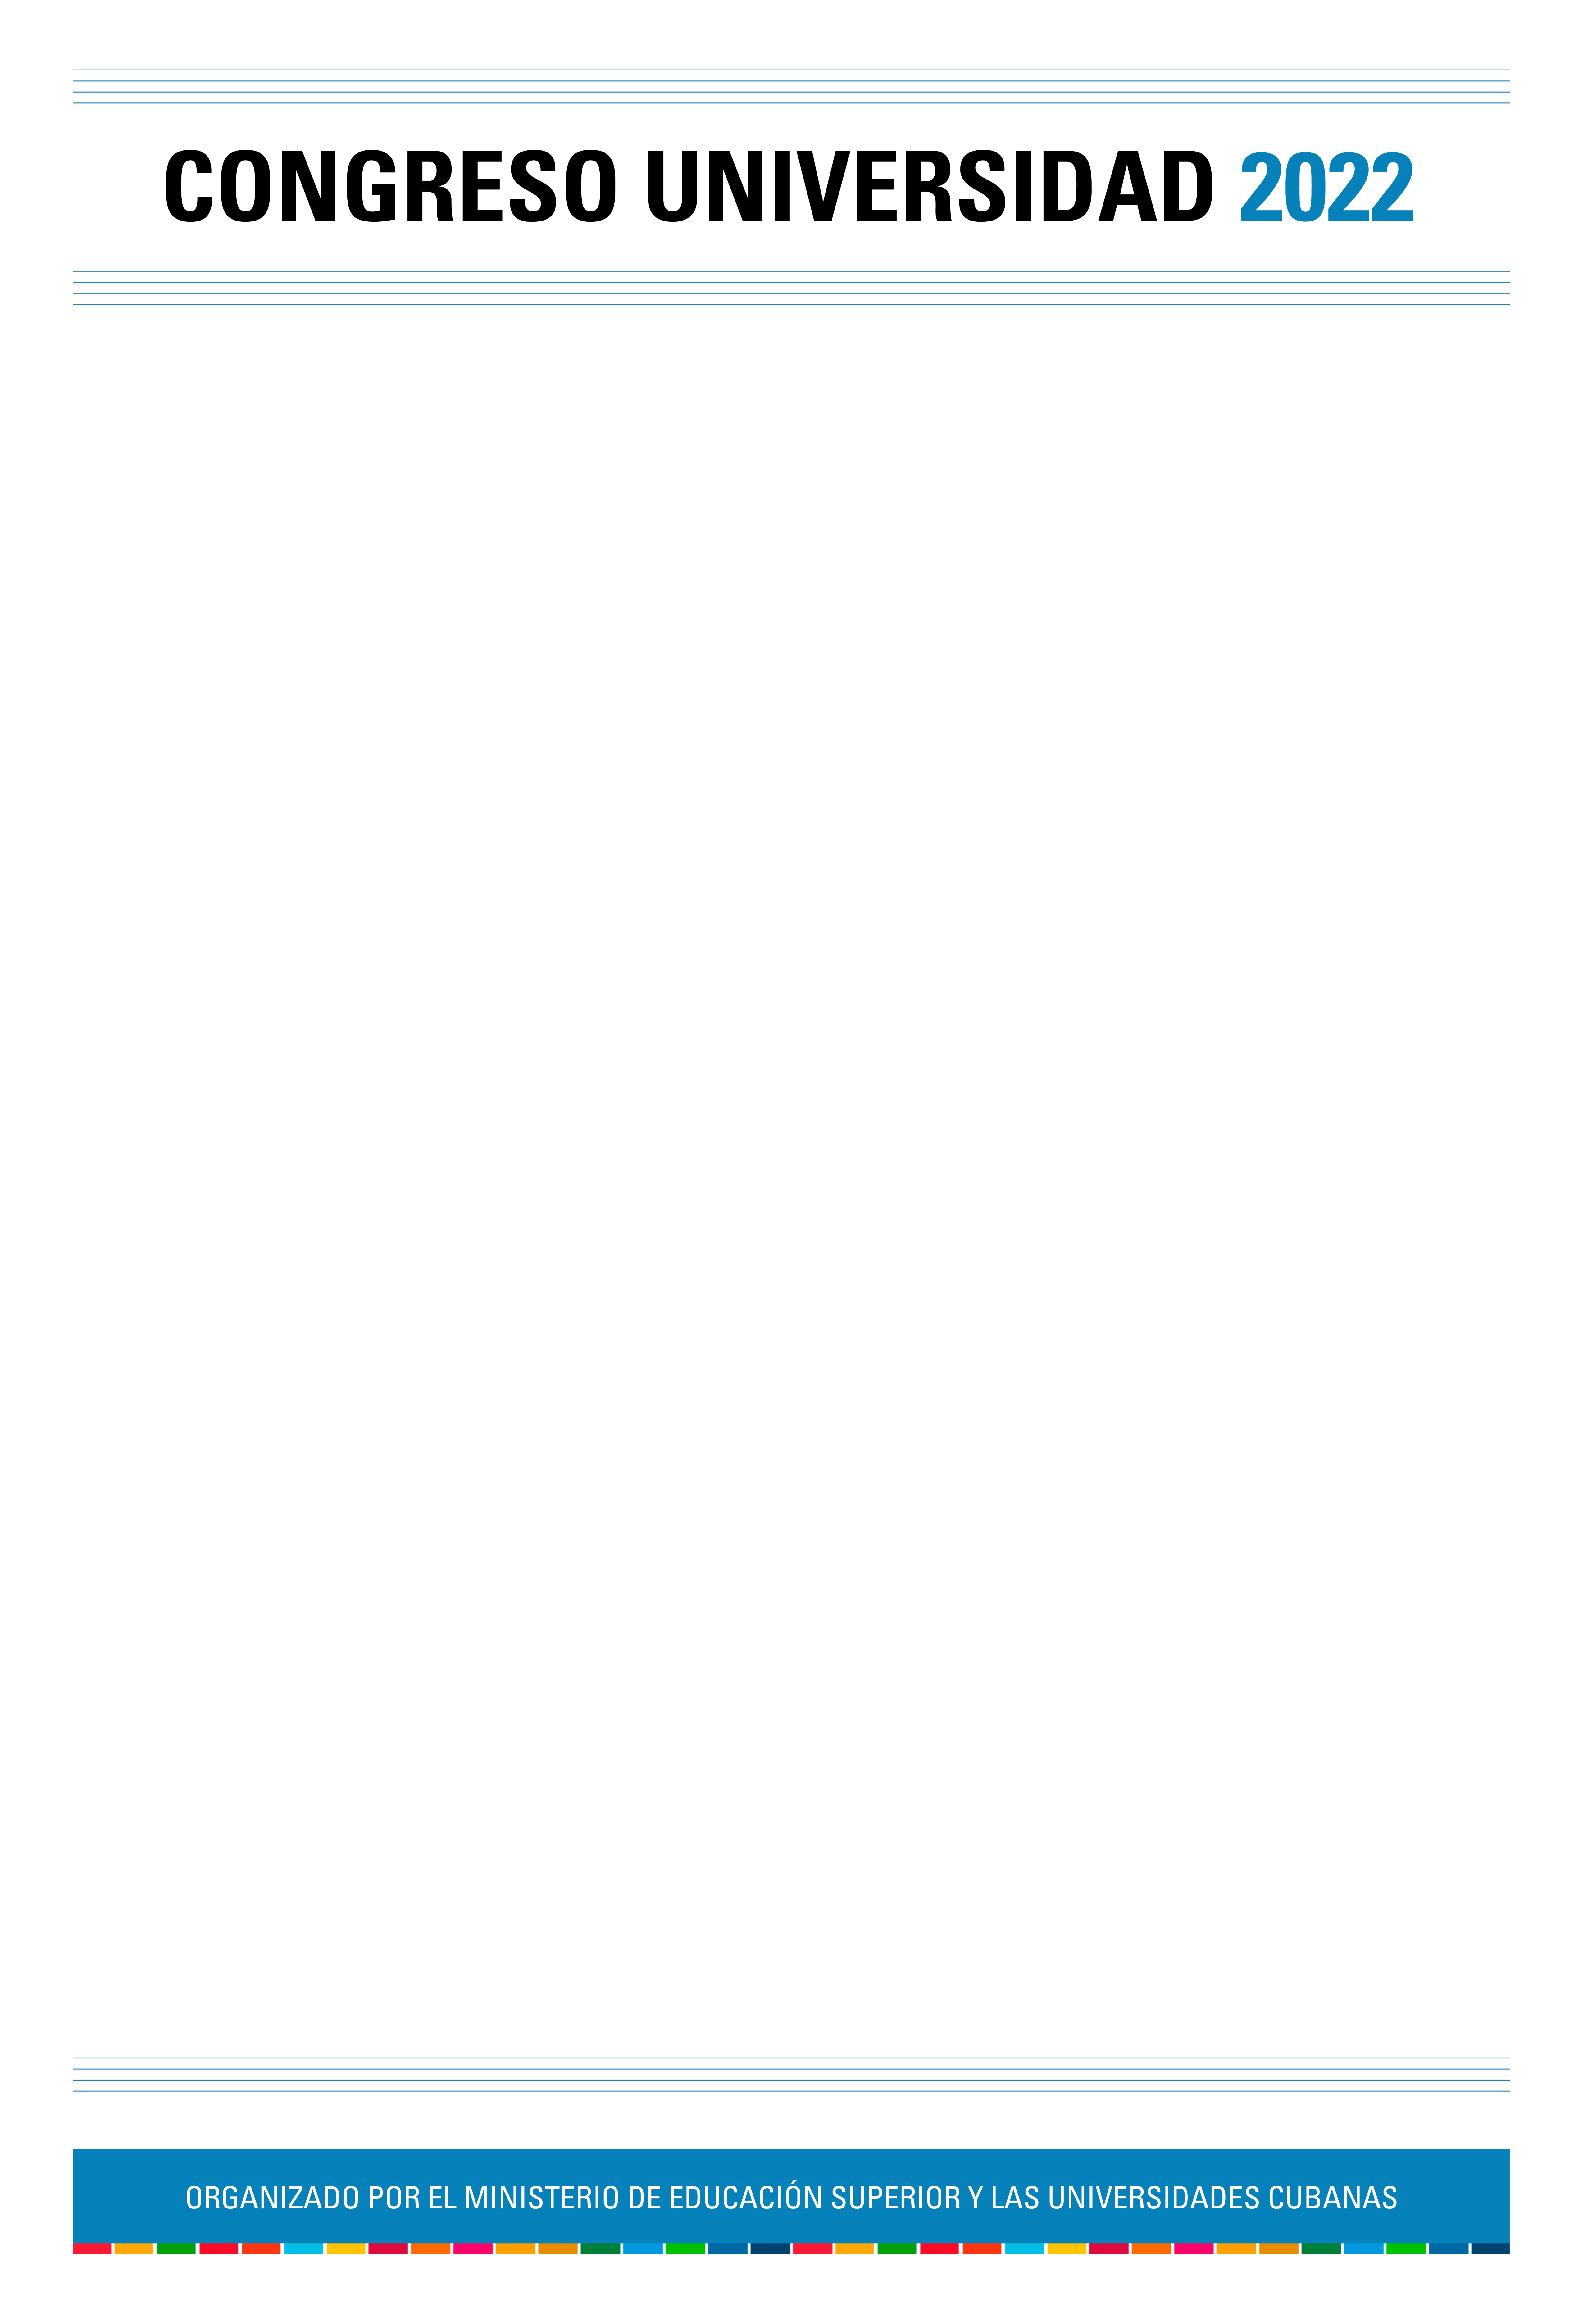 CONGRESO UNIVERSIDAD 2022
ORGANIZADO POR EL MINISTERIO DE EDUCACIÓN SUPERIOR Y LAS UNIVERSIDADES CUBANAS